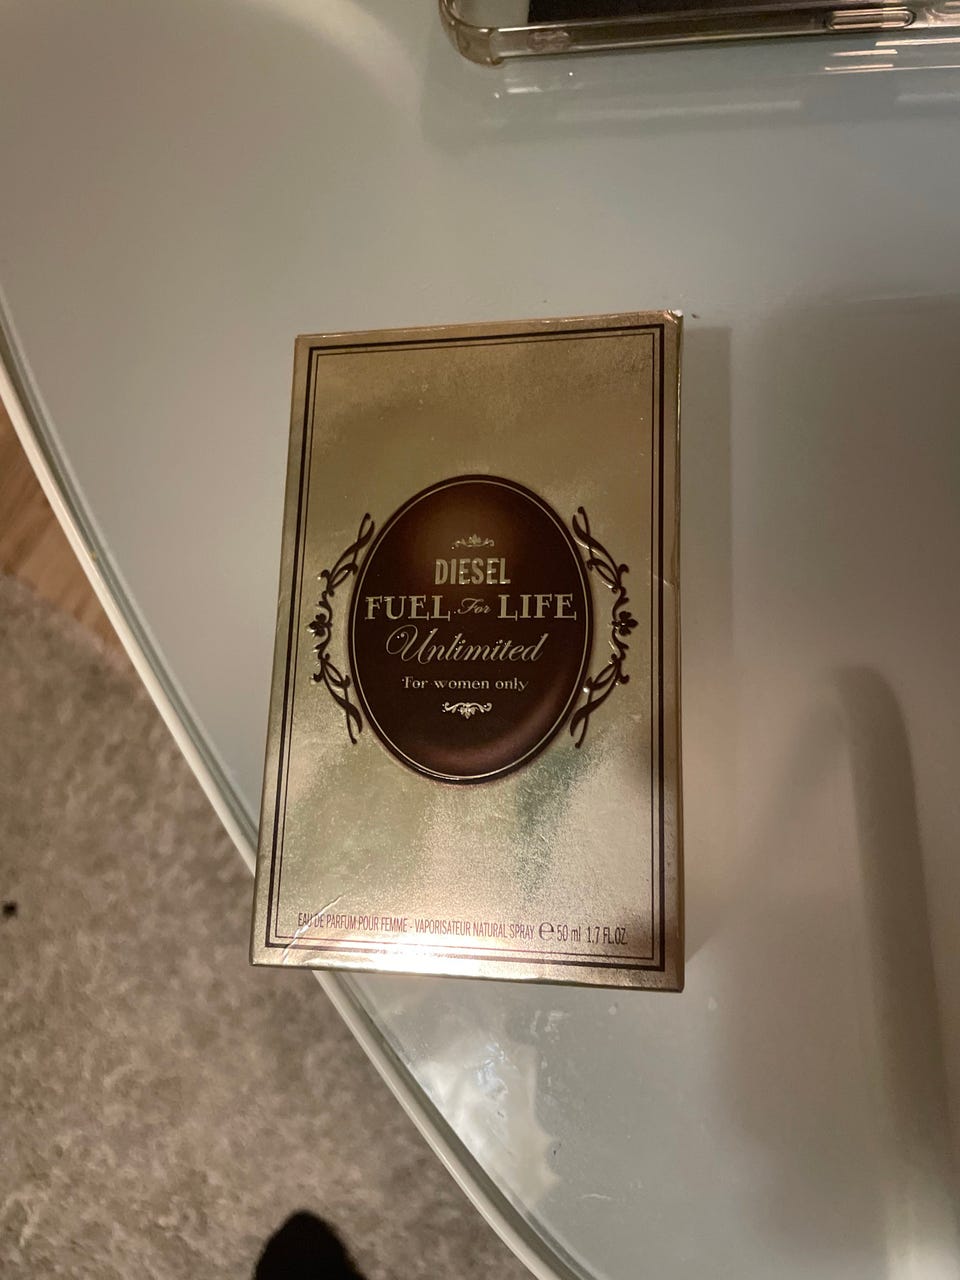 DIESEL
FUEL For LIFE
Unlimited
For women only
EAU DE PARFUM POUR FEMME - VAPORISATEUR NATURAL SPRAY ℮ 50 ml 1.7 FL.OZ.